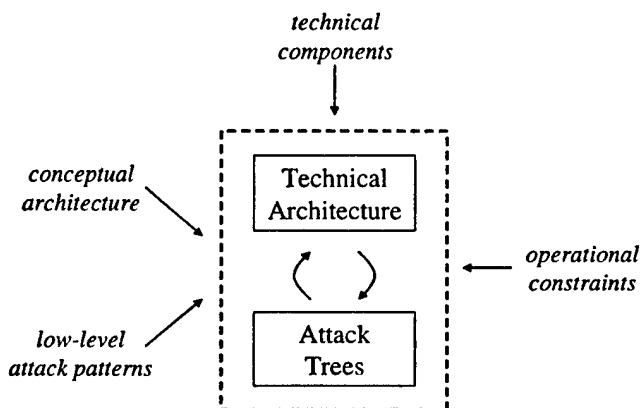 technical
components
conceptual
architecture
Technical
Architecture
operational
constraints
low-level
attack patterns
Attack
Trees